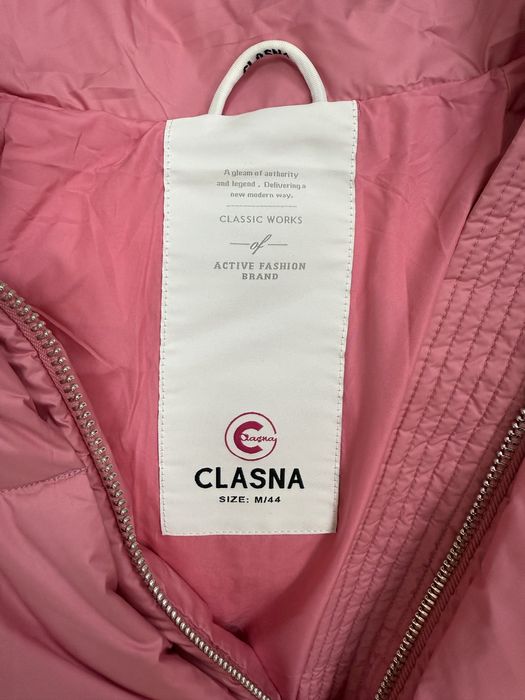 CLASNA
A gleam of authority
and legend . Delivering a
new modern way.
CLASSIC WORKS
of
ACTIVE FASHION
BRAND
Clasna
CLASNA
SIZE: M/44